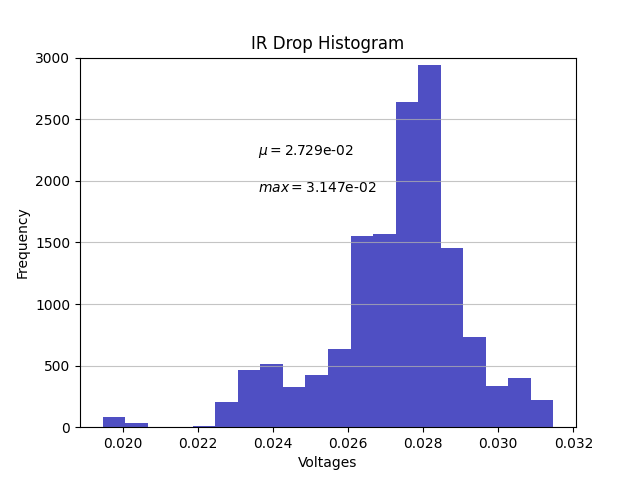 IR Drop Histogram
3000
2500
2000
1500
1000
500
0
Frequency
μ = 2.729e-02
max = 3.147e-02
0.020 0.022 0.024 0.026 0.028 0.030 0.032
Voltages